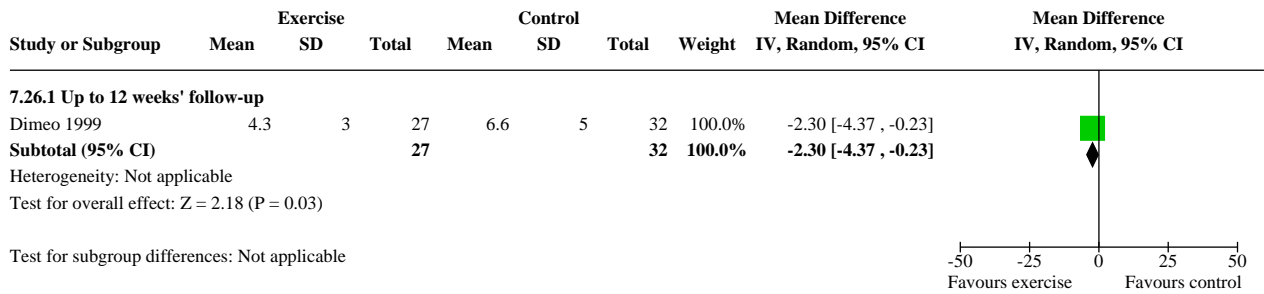 Exercise Control Mean Difference Mean Difference
Study or Subgroup Mean SD Total Mean SD Total Weight IV, Random, 95% CI IV, Random, 95% CI
7.26.1 Up to 12 weeks' follow-up
Dimeo 1999 4.3 3 27 6.6 5 32 100.0% -2.30 [-4.37 , -0.23]
Subtotal (95% CI) 27 32 100.0% -2.30 [-4.37 , -0.23]
Heterogeneity: Not applicable
Test for overall effect: Z = 2.18 (P = 0.03)
Test for subgroup differences: Not applicable
-50 -25 0 25 50
Favours exercise Favours control